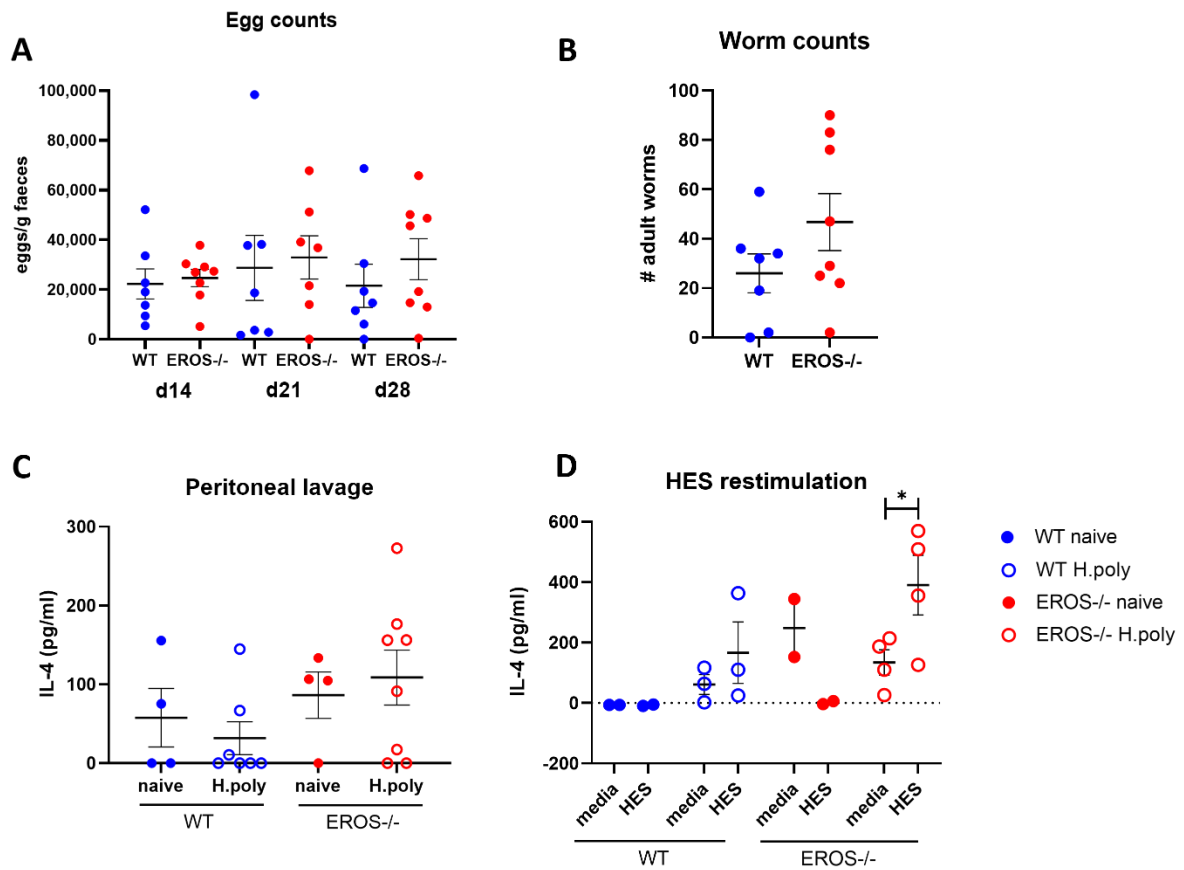 A
Egg counts
eggs/g faeces
100,000
80,000
60,000
40,000
20,000
0
WT EROS-/- WT EROS-/- WT EROS-/-
d14 d21 d28
B
Worm counts
# adult worms
100
80
60
40
20
0
WT EROS-/-
C
Peritoneal lavage
IL-4 (pg/ml)
300
200
100
0
naive H.poly naive H.poly
WT EROS-/-
D
HES restimulation
IL-4 (pg/ml)
600
400
200
0
-200
*
media HES media HES media HES media HES
WT EROS-/-
WT naive
WT H.poly
EROS-/- naive
EROS-/- H.poly